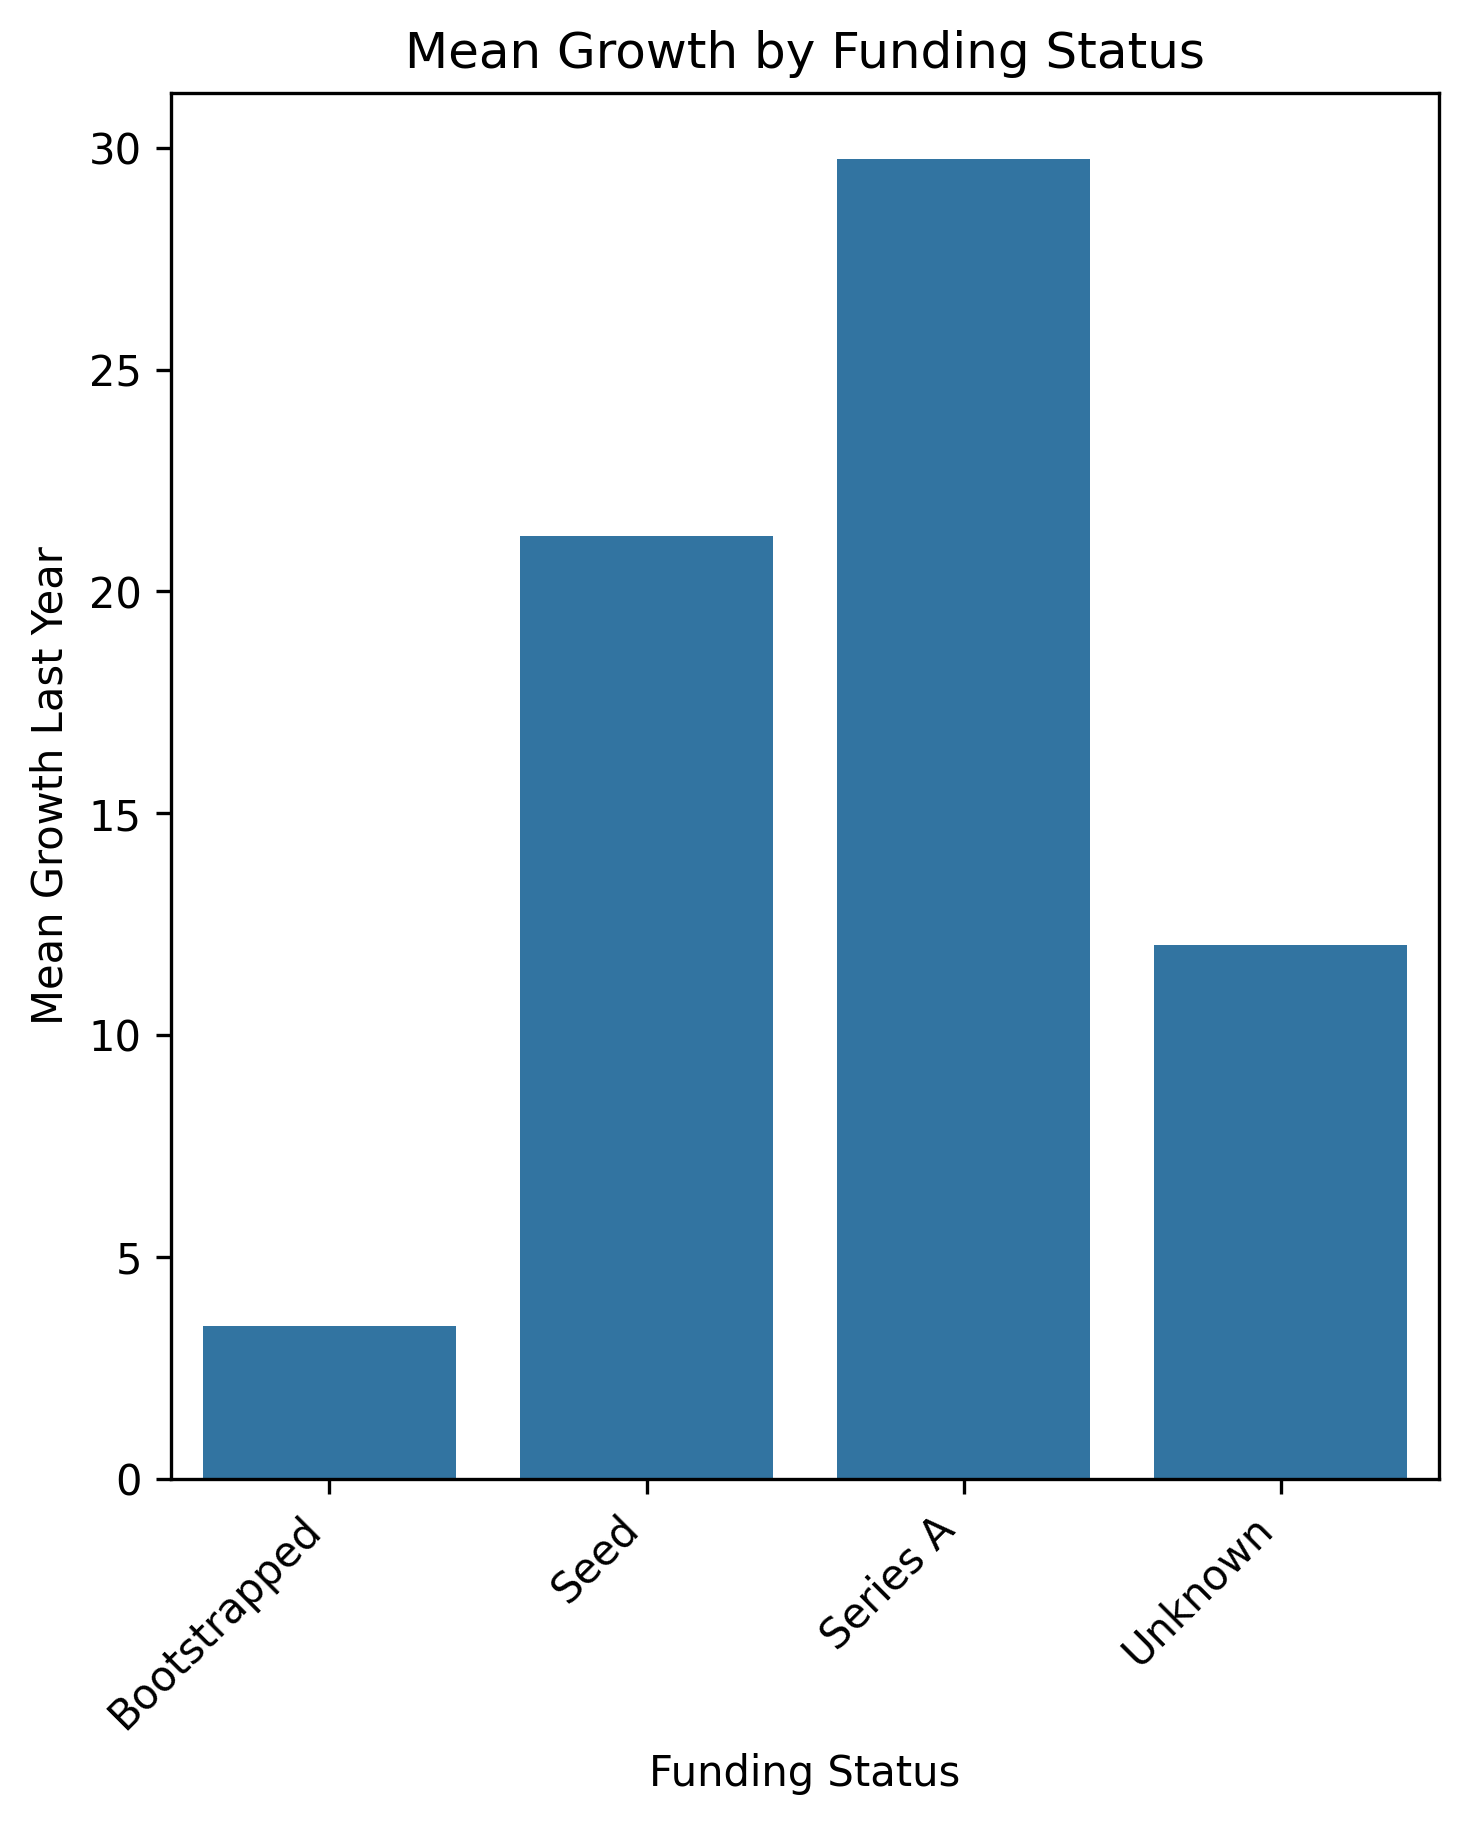 Mean Growth by Funding Status
30
25
20
15
10
5
0
Mean Growth Last Year
Bootstrapped
Seed
Series A
Unknown
Funding Status